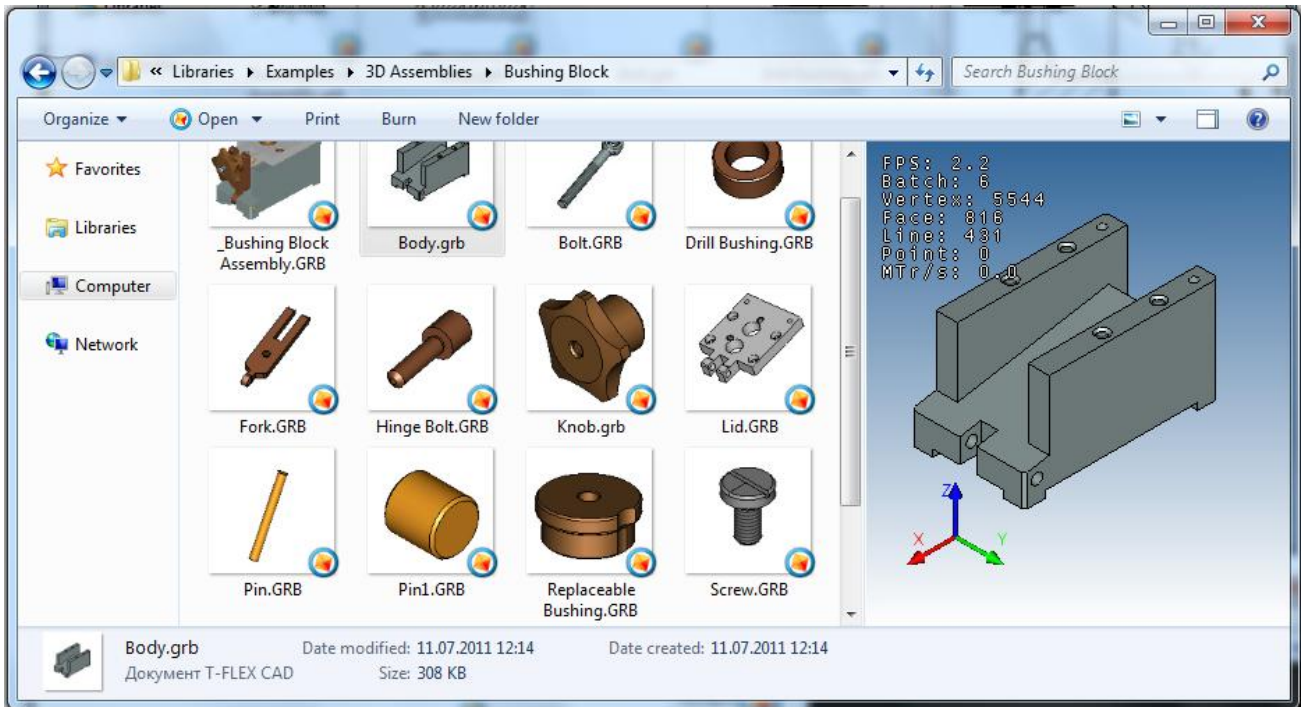 « Libraries ▸ Examples ▸ 3D Assemblies ▸ Bushing Block
Search Bushing Block
Organize Open Print Burn New folder
Favorites
Libraries
Computer
Network
_Bushing Block
Assembly.GRB
Body.grb
Bolt.GRB
Drill Bushing.GRB
Fork.GRB
Hinge Bolt.GRB
Knob.grb
Lid.GRB
Pin.GRB
Pin1.GRB
Replaceable
Bushing.GRB
Screw.GRB
FPS: 2.2
Batch: 6
Vertex: 5544
Face: 816
Line: 431
Point: 0
MTr/s: 0.0
Z
X
Y
Body.grb Date modified: 11.07.2011 12:14 Date created: 11.07.2011 12:14
Документ T-FLEX CAD Size: 308 KB